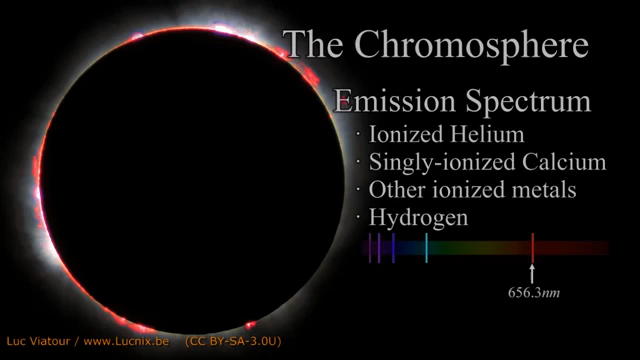 The Chromosphere
Emission Spectrum
· Ionized Helium
· Singly-ionized Calcium
· Other ionized metals
· Hydrogen
656.3nm
Luc Viatour / www.Lucnix.be (CC BY-SA-3.0U)